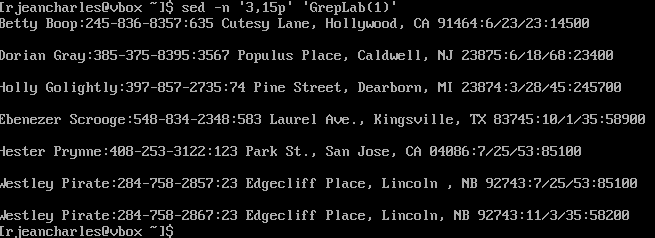 [rjeancharles@vbox ~]$ sed -n '3,15p' 'GrepLab(1)'
Betty Boop:245-836-8357:635 Cutesy Lane, Hollywood, CA 91464:6/23/23:14500
Dorian Gray:385-375-8395:3567 Populus Place, Caldwell, NJ 23875:6/18/68:23400
Holly Golightly:397-857-2735:74 Pine Street, Dearborn, MI 23874:3/28/45:245700
Ebenezer Scrooge:548-834-2348:583 Laurel Ave., Kingsville, TX 83745:10/1/35:58900
Hester Prynne:408-253-3122:123 Park St., San Jose, CA 04086:7/25/53:85100
Westley Pirate:284-758-2857:23 Edgecliff Place, Lincoln , NB 92743:7/25/53:85100
Westley Pirate:284-758-2867:23 Edgecliff Place, Lincoln, NB 92743:11/3/35:58200
[rjeancharles@vbox ~]$